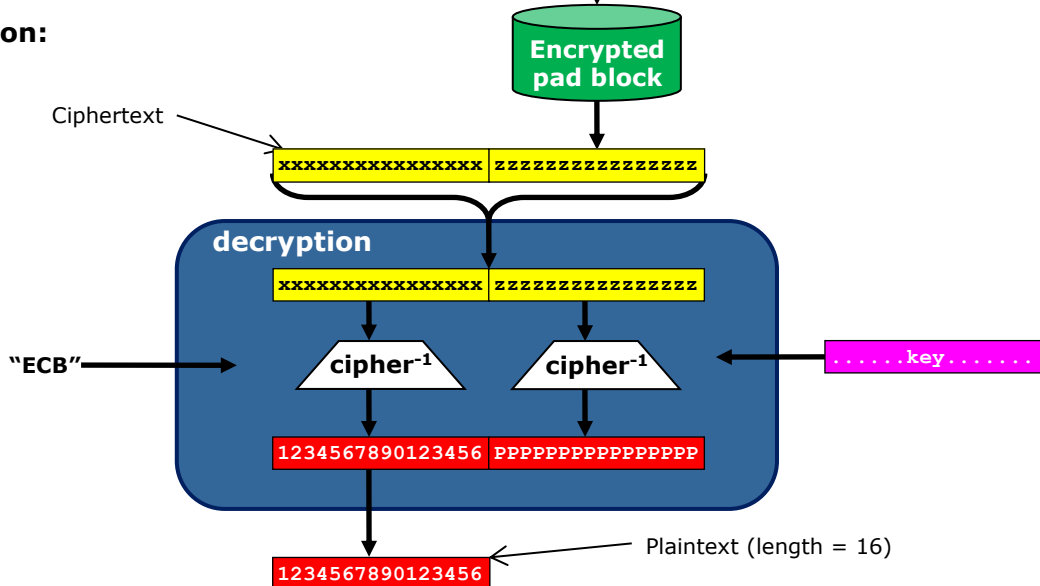 on:
Encrypted
pad block
Ciphertext
xxxxxxxxxxxxxxxx zzzzzzzzzzzzzzzz
decryption
xxxxxxxxxxxxxxxx zzzzzzzzzzzzzzzz
“ECB” cipher-1 cipher-1 ......key.......
1234567890123456 PPPPPPPPPPPPPPPP
Plaintext (length = 16)
1234567890123456